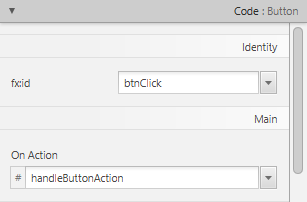 Code : Button
Identity
fx:id
btnClick
Main
On Action
# handleButtonAction